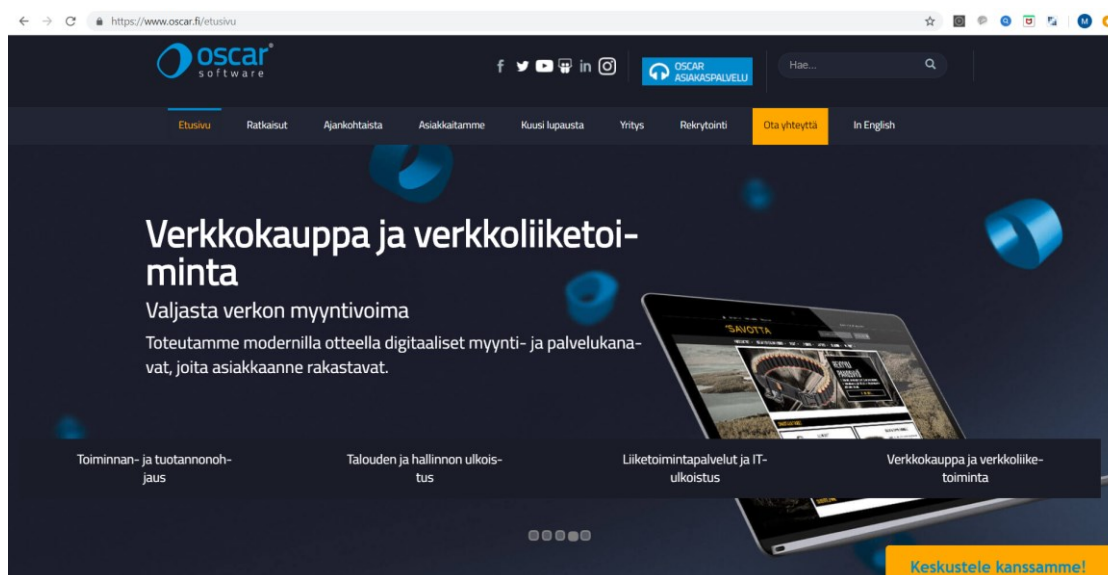 https://www.oscar.fi/etusivu
oscar®
software
OSCAR
ASIAKASPALVELU
Hae...
Etusivu Ratkaisut Ajankohtaista Asiakkaitamme Kuusi lupausta Yritys Rekrytointi Ota yhteyttä In English
Verkkokauppa ja verkkoliiketoi-
minta
Valjasta verkon myyntivoima
Toteutamme modernilla otteella digitaaliset myynti- ja palvelukana-
vat, joita asiakkaanne rakastavat.
SAVOTTA
Toiminnan- ja tuotannonoh-
jaus
Talouden ja hallinnon ulkois-
tus
Liiketoimintapalvelut ja IT-
ulkoistus
Verkkokauppa ja verkkoliike-
toiminta
Keskustele kanssamme!